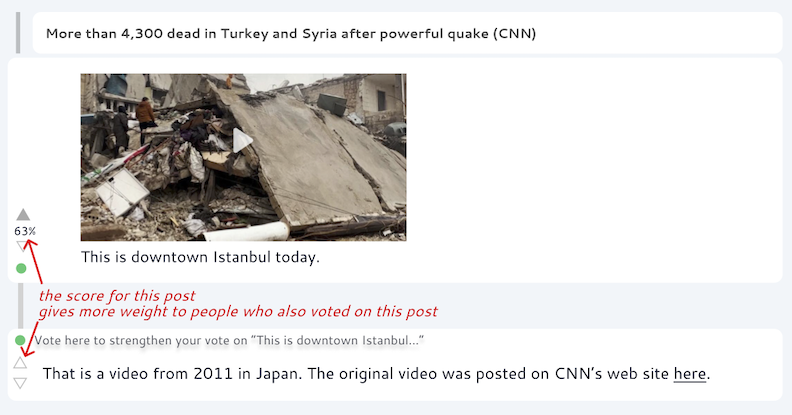 More than 4,300 dead in Turkey and Syria after powerful quake (CNN)
63%
This is downtown Istanbul today.
the score for this post
gives more weight to people who also voted on this post
Vote here to strengthen your vote on “This is downtown Istanbul...”
That is a video from 2011 in Japan. The original video was posted on CNN’s web site here.